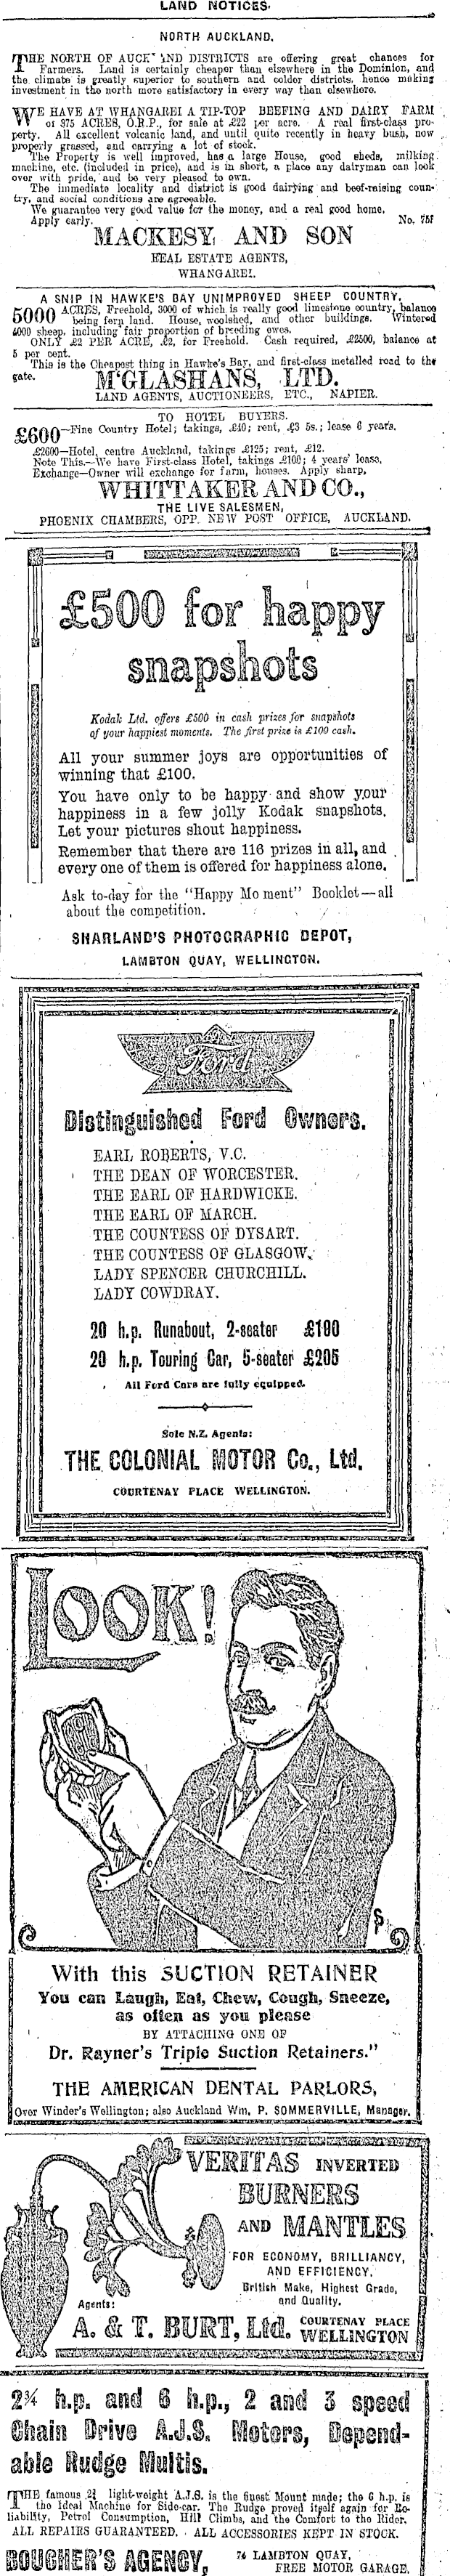 LAND NOTICES.
NORTH AUCKLAND.
THE NORTH OF AUCKLAND DISTRICTS are offering great chances for
Farmers. Land is certainly cheaper than elsewhere in the Dominion, and
the climate is greatly superior to southern and colder districts, hence making
investment in the north more satisfactory in every way than elsewhere.
WE HAVE AT WHANGAREI A TIP-TOP BEEFING AND DAIRY FARM
of 375 ACRES, O.R.P., for sale at £22 per acre. A real first-class pro-
perty. All excellent volcanic land, and until quite recently in heavy bush, now
properly grassed, and carrying a lot of stock.
The Property is well improved, has a large House, good sheds, milking
machine, etc. (included in price), and is in short, a place any dairyman can look
over with pride, and be very pleased to own.
The immediate locality and district is good dairying and beef-raising coun-
try, and social conditions are agreeable.
We guarantee very good value for the money, and a real good home.
Apply early. No.
MACKESY AND SON
REAL ESTATE AGENTS,
WHANGAREI.
A SNIP IN HAWKE'S BAY UNIMPROVED SHEEP COUNTRY.
5000 ACRES, Freehold, 3000 of which is really good limestone country, balance
being fern land. House, woolshed, and other buildings. Wintered
4000 sheep, including fair proportion of breeding ewes.
ONLY £2 PER ACRE, £2, for Freehold. Cash required, £2500, balance at
5 per cent.
This is the Cheapest thing in Hawke's Bay, and first-class metalled road to the
gate.
M'GLASHANS, LTD.
LAND AGENTS, AUCTIONEERS, ETC., NAPIER.
TO HOTEL BUYERS.
£600—Fine Country Hotel; takings, £40; rent, £3 5s.; lease 6 years.
£2600—Hotel, centre Auckland, takings £125; rent, £12.
Note This.—We have First-class Hotel, takings £100; 4 years' lease.
Exchange—Owner will exchange for farm, houses. Apply sharp.
WHITTAKER AND CO.,
THE LIVE SALESMEN,
PHOENIX CHAMBERS, OPP. NEW POST OFFICE, AUCKLAND.
£500 for happy
snapshots
Kodak Ltd. offers £500 in cash prizes for snapshots
of your happiest moments. The first prize is £100 cash.
All your summer joys are opportunities of
winning that £100.
You have only to be happy and show your
happiness in a few jolly Kodak snapshots.
Let your pictures shout happiness.
Remember that there are 116 prizes in all, and
every one of them is offered for happiness alone.
Ask to-day for the "Happy Mo ment" Booklet—all
about the competition.
SHARLAND'S PHOTOGRAPHIC DEPOT,
LAMBTON QUAY, WELLINGTON.
Ford
Distinguished Ford Owners.
EARL ROBERTS, V.C.
THE DEAN OF WORCESTER.
THE EARL OF HARDWICKE.
THE EARL OF MARCH.
THE COUNTESS OF DYSART.
THE COUNTESS OF GLASGOW.
LADY SPENCER CHURCHILL.
LADY COWDRAY.
20 h.p. Runabout, 2-seater £190
20 h.p. Touring Car, 5-seater £205
All Ford Cars are fully equipped.
Sole N.Z. Agents:
THE COLONIAL MOTOR Co., Ltd.
COURTENAY PLACE WELLINGTON.
LOOK!
With this SUCTION RETAINER
You can Laugh, Eat, Chew, Cough, Sneeze,
as often as you please
BY ATTACHING ONE OF
Dr. Rayner's Triple Suction Retainers."
THE AMERICAN DENTAL PARLORS,
Over Winder's Wellington; also Auckland Wm. P. SOMMERVILLE, Manager.
VERITAS INVERTED
BURNERS
AND MANTLES
FOR ECONOMY, BRILLIANCY,
AND EFFICIENCY.
British Make, Highest Grade,
and Quality.
Agents:
A. & T. BURT, Ltd. COURTENAY PLACE
WELLINGTON
2¾ h.p. and 6 h.p., 2 and 3 speed
Chain Drive A.J.S. Motors, Depend-
able Rudge Multis.
THE famous 2¾ light-weight A.J.S. is the finest Mount made; the 6 h.p. is
the Ideal Machine for Side-car. The Rudge proved itself again for Re-
liability, Petrol Consumption, Hill Climbs, and the Comfort to the Rider.
ALL REPAIRS GUARANTEED. ALL ACCESSORIES KEPT IN STOCK.
BOUCHER'S AGENCY, 74 LAMBTON QUAY,
FREE MOTOR GARAGE.